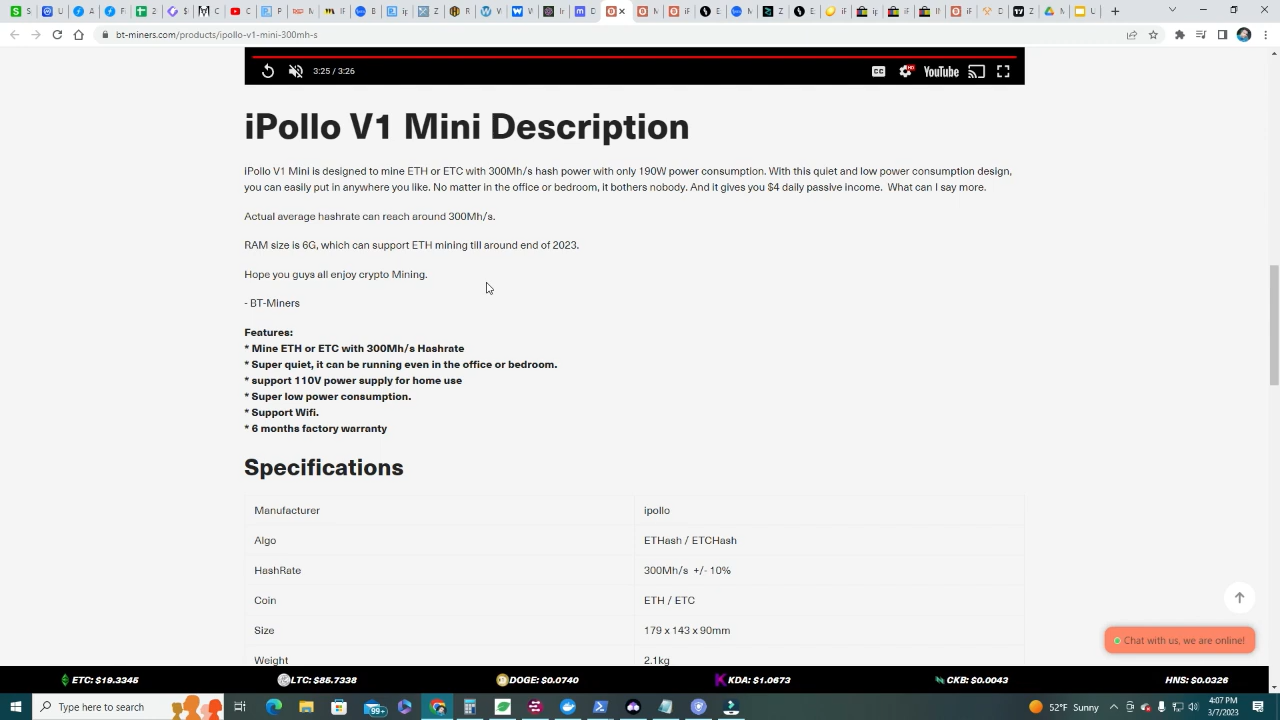 bt-miners.com/products/ipollo-v1-mini-300mh-s
3:25 / 3:26
CC
HD
YouTube
iPollo V1 Mini Description
iPollo V1 Mini is designed to mine ETH or ETC with 300Mh/s hash power with only 190W power consumption. With this quiet and low power consumption design,
you can easily put in anywhere you like. No matter in the office or bedroom, it bothers nobody. And it gives you $4 daily passive income. What can I say more.
Actual average hashrate can reach around 300Mh/s.
RAM size is 6G, which can support ETH mining till around end of 2023.
Hope you guys all enjoy crypto Mining.
- BT-Miners
Features:
* Mine ETH or ETC with 300Mh/s Hashrate
* Super quiet, it can be running even in the office or bedroom.
* support 110V power supply for home use
* Super low power consumption.
* Support Wifi.
* 6 months factory warranty
Specifications
Manufacturer ipollo
Algo ETHash / ETCHash
HashRate 300Mh/s +/- 10%
Coin ETH / ETC
Size 179 x 143 x 90mm
Weight 2.1kg
Chat with us, we are online!
ETC: $19.3345 LTC: $85.7338 DOGE: $0.0740 KDA: $1.0673 CKB: $0.0043 HNS: $0.0326
Type here to search
99+
52°F Sunny
4:07 PM
3/7/2023